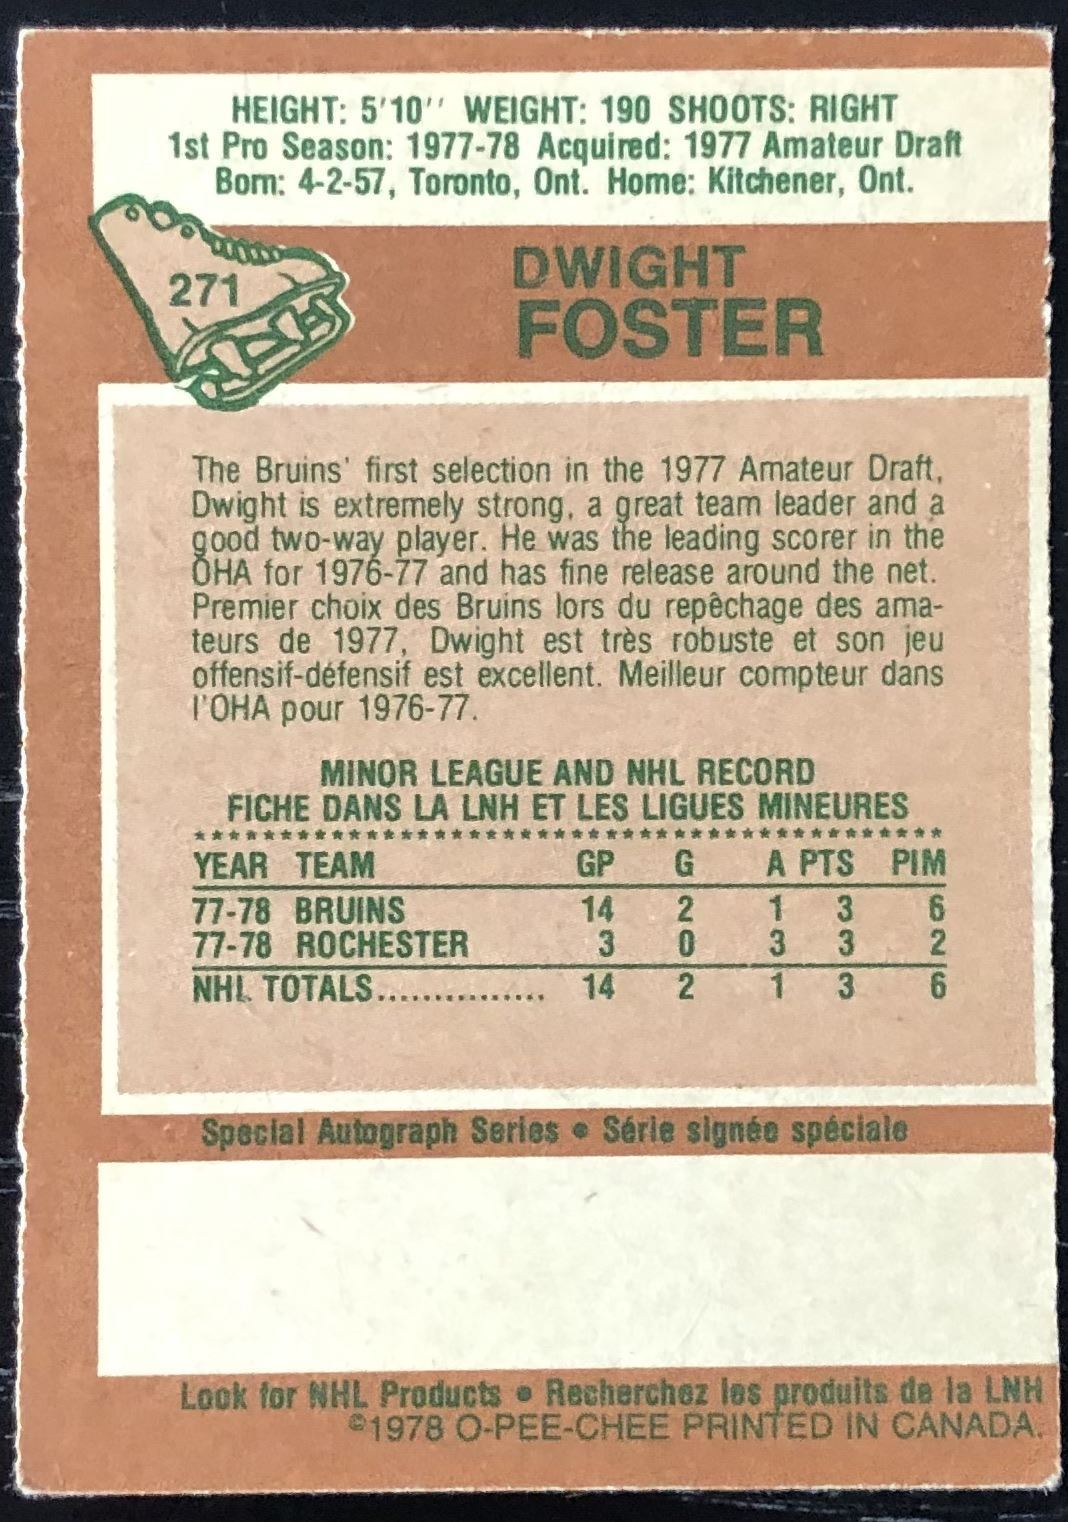 HEIGHT: 5'10'' WEIGHT: 190 SHOOTS: RIGHT
1st Pro Season: 1977-78 Acquired: 1977 Amateur Draft
Born: 4-2-57, Toronto, Ont. Home: Kitchener, Ont.
271
DWIGHT
FOSTER
The Bruins' first selection in the 1977 Amateur Draft,
Dwight is extremely strong, a great team leader and a
good two-way player. He was the leading scorer in the
OHA for 1976-77 and has fine release around the net.
Premier choix des Bruins lors du repêchage des ama-
teurs de 1977, Dwight est très robuste et son jeu
offensif-défensif est excellent. Meilleur compteur dans
l'OHA pour 1976-77.
MINOR LEAGUE AND NHL RECORD
FICHE DANS LA LNH ET LES LIGUES MINEURES
YEAR TEAM GP G A PTS PIM
77-78 BRUINS 14 2 1 3 6
77-78 ROCHESTER 3 0 3 3 2
NHL TOTALS............... 14 2 1 3 6
Special Autograph Series • Série signée spéciale
Look for NHL Products • Recherchez les produits de la LNH
©1978 O-PEE-CHEE PRINTED IN CANADA.